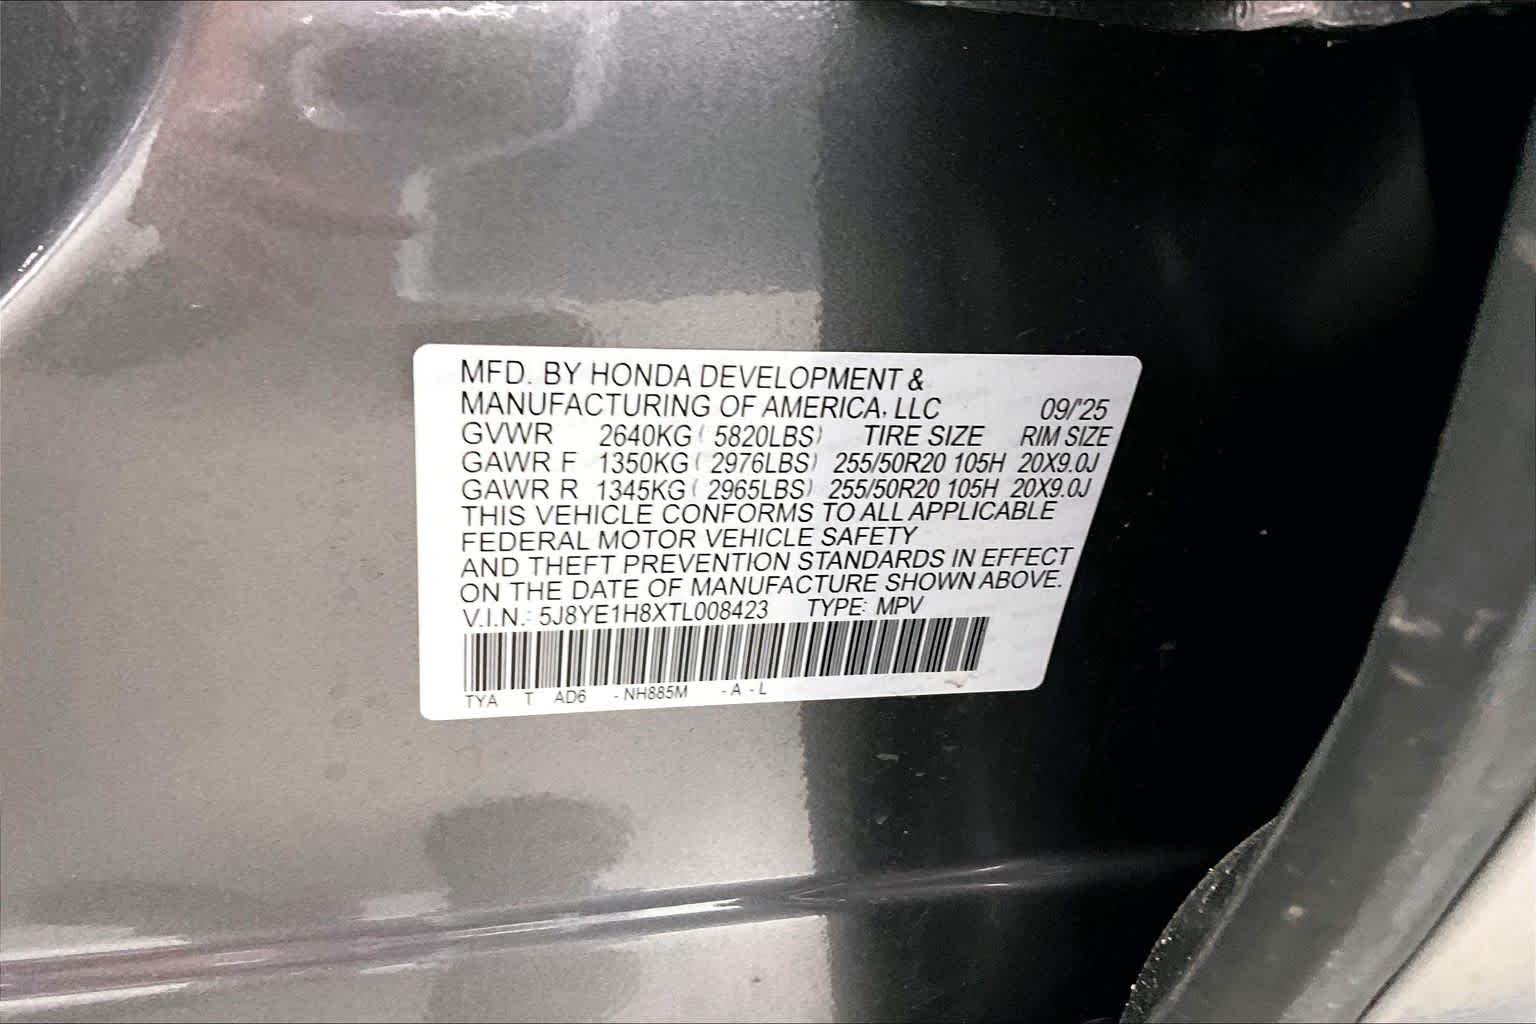 MFD. BY HONDA DEVELOPMENT &
MANUFACTURING OF AMERICA, LLC 09/'25
GVWR 2640KG ( 5820LBS) TIRE SIZE RIM SIZE
GAWR F 1350KG ( 2976LBS) 255/50R20 105H 20X9.0J
GAWR R 1345KG ( 2965LBS) 255/50R20 105H 20X9.0J
THIS VEHICLE CONFORMS TO ALL APPLICABLE
FEDERAL MOTOR VEHICLE SAFETY
AND THEFT PREVENTION STANDARDS IN EFFECT
ON THE DATE OF MANUFACTURE SHOWN ABOVE.
V.I.N.: 5J8YE1H8XTL008423 TYPE: MPV
TYA T AD6 - NH885M - A - L